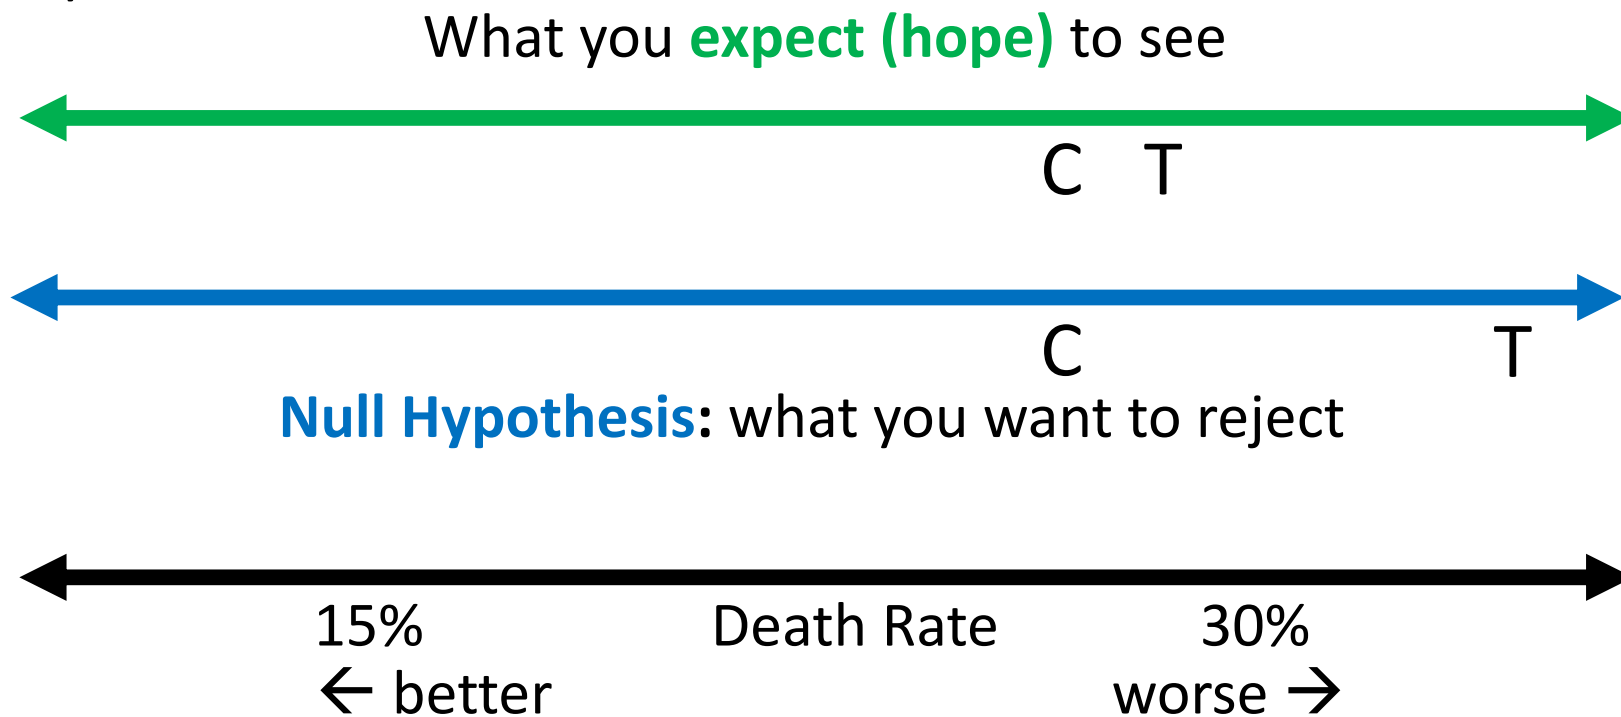 What you expect (hope) to see
C T
C T
Null Hypothesis: what you want to reject
15% Death Rate 30%
← better worse →